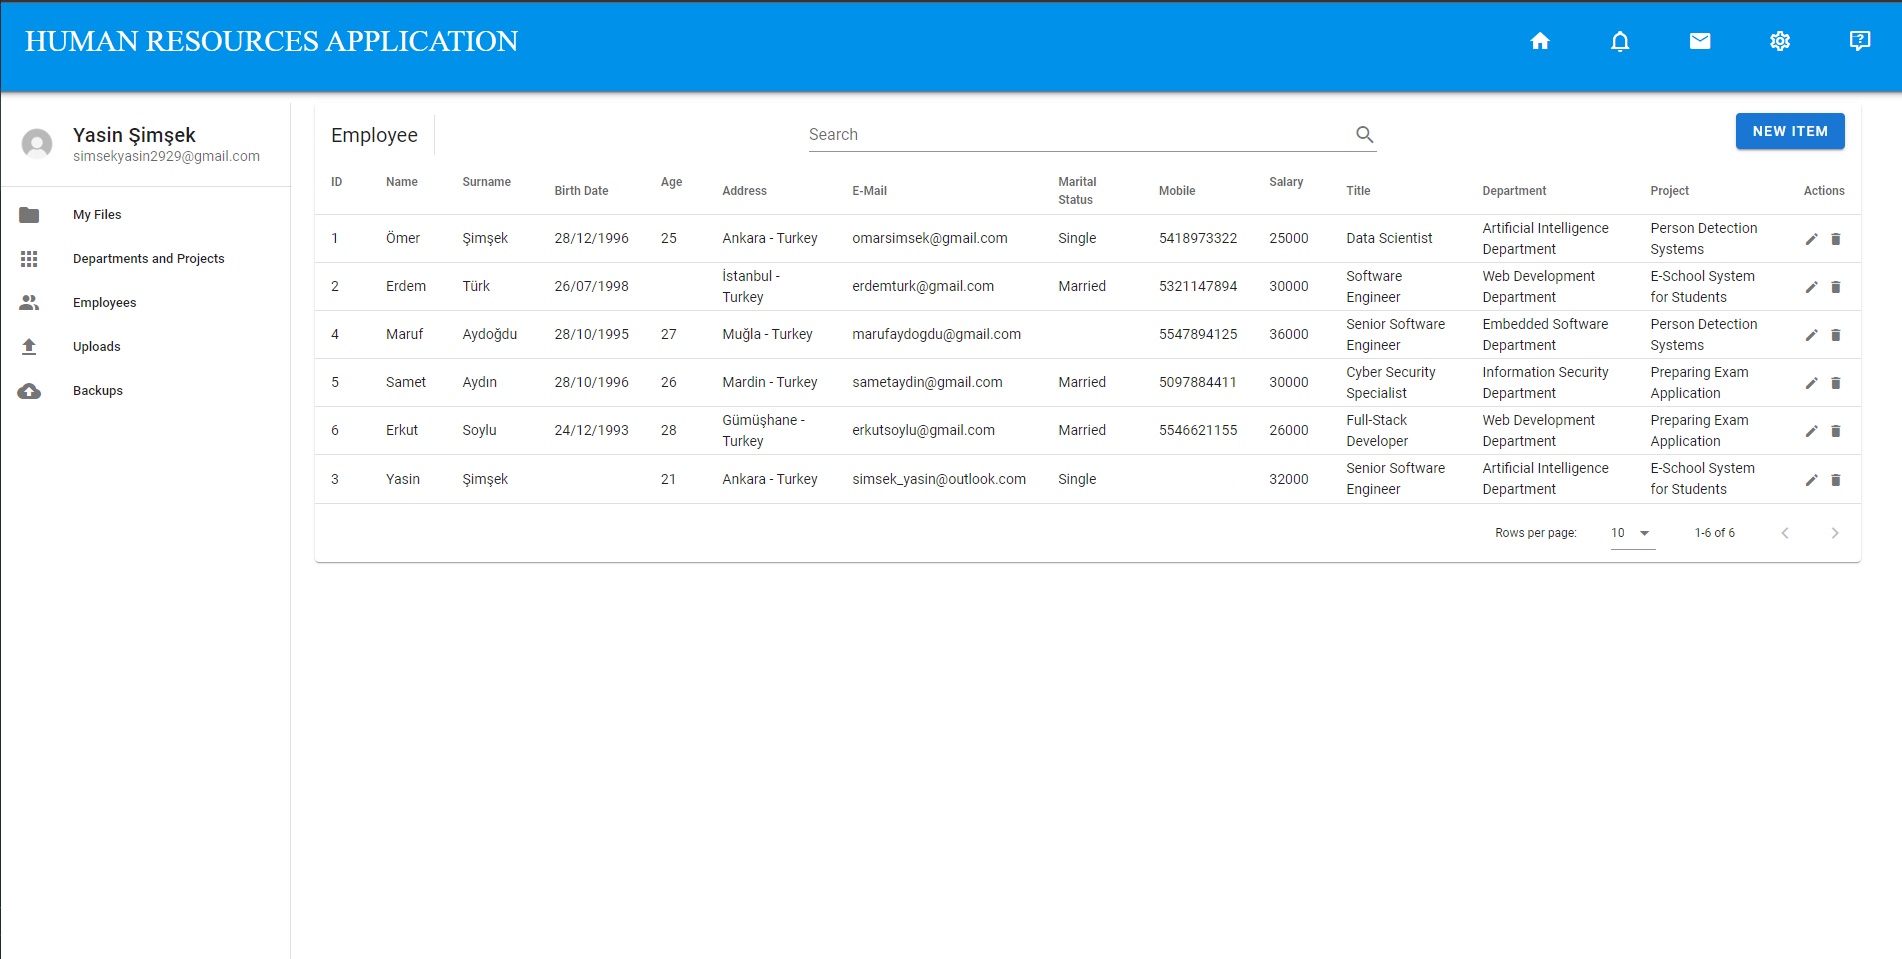 HUMAN RESOURCES APPLICATION
Yasin Şimşek
simsekyasin2929@gmail.com
My Files
Departments and Projects
Employees
Uploads
Backups
Employee
Search
NEW ITEM
ID Name Surname Birth Date Age Address E-Mail Marital Status Mobile Salary Title Department Project Actions
1 Ömer Şimşek 28/12/1996 25 Ankara - Turkey omarsimsek@gmail.com Single 5418973322 25000 Data Scientist Artificial Intelligence Department Person Detection Systems
2 Erdem Türk 26/07/1998 İstanbul - Turkey erdemturk@gmail.com Married 5321147894 30000 Software Engineer Web Development Department E-School System for Students
4 Maruf Aydoğdu 28/10/1995 27 Muğla - Turkey marufaydogdu@gmail.com 5547894125 36000 Senior Software Engineer Embedded Software Department Person Detection Systems
5 Samet Aydın 28/10/1996 26 Mardin - Turkey sametaydin@gmail.com Married 5097884411 30000 Cyber Security Specialist Information Security Department Preparing Exam Application
6 Erkut Soylu 24/12/1993 28 Gümüşhane - Turkey erkutsoylu@gmail.com Married 5546621155 26000 Full-Stack Developer Web Development Department Preparing Exam Application
3 Yasin Şimşek 21 Ankara - Turkey simsek_yasin@outlook.com Single 32000 Senior Software Engineer Artificial Intelligence Department E-School System for Students
Rows per page: 10 1-6 of 6